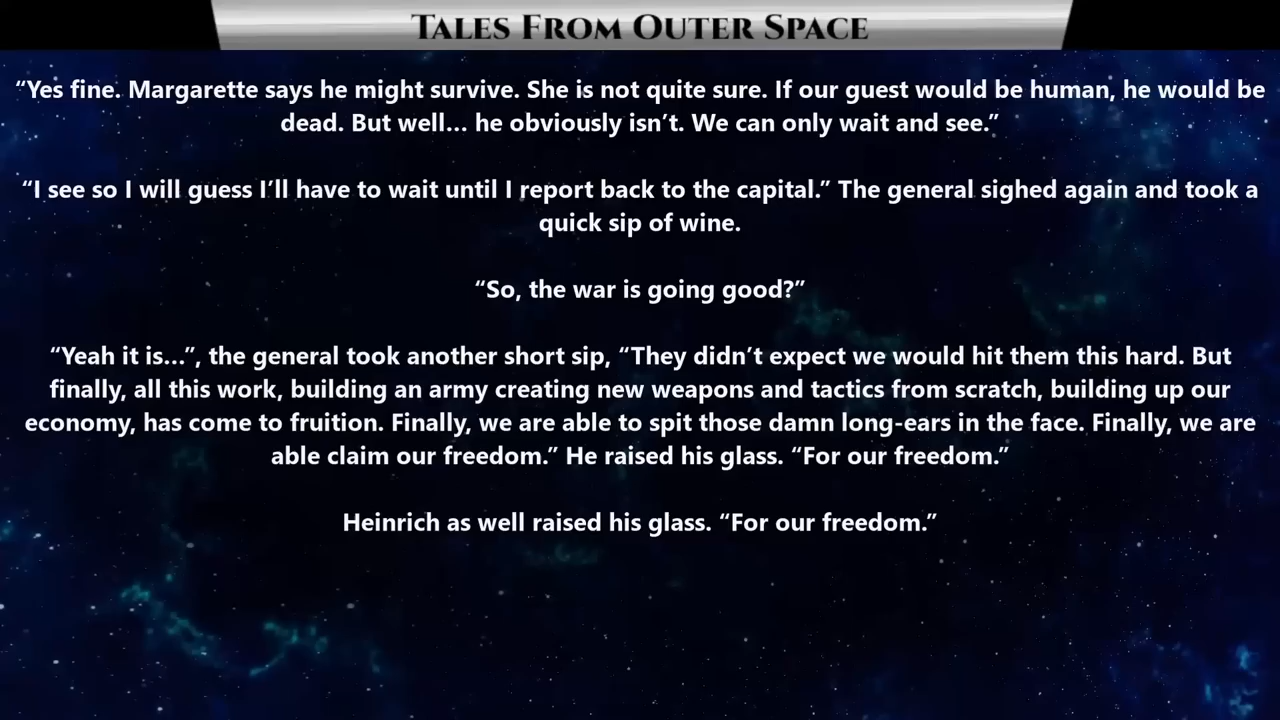 Tales From Outer Space
“Yes fine. Margarette says he might survive. She is not quite sure. If our guest would be human, he would be
dead. But well... he obviously isn’t. We can only wait and see.”
“I see so I will guess I’ll have to wait until I report back to the capital.” The general sighed again and took a
quick sip of wine.
“So, the war is going good?”
“Yeah it is...”, the general took another short sip, “They didn’t expect we would hit them this hard. But
finally, all this work, building an army creating new weapons and tactics from scratch, building up our
economy, has come to fruition. Finally, we are able to spit those damn long-ears in the face. Finally, we are
able claim our freedom.” He raised his glass. “For our freedom.”
Heinrich as well raised his glass. “For our freedom.”